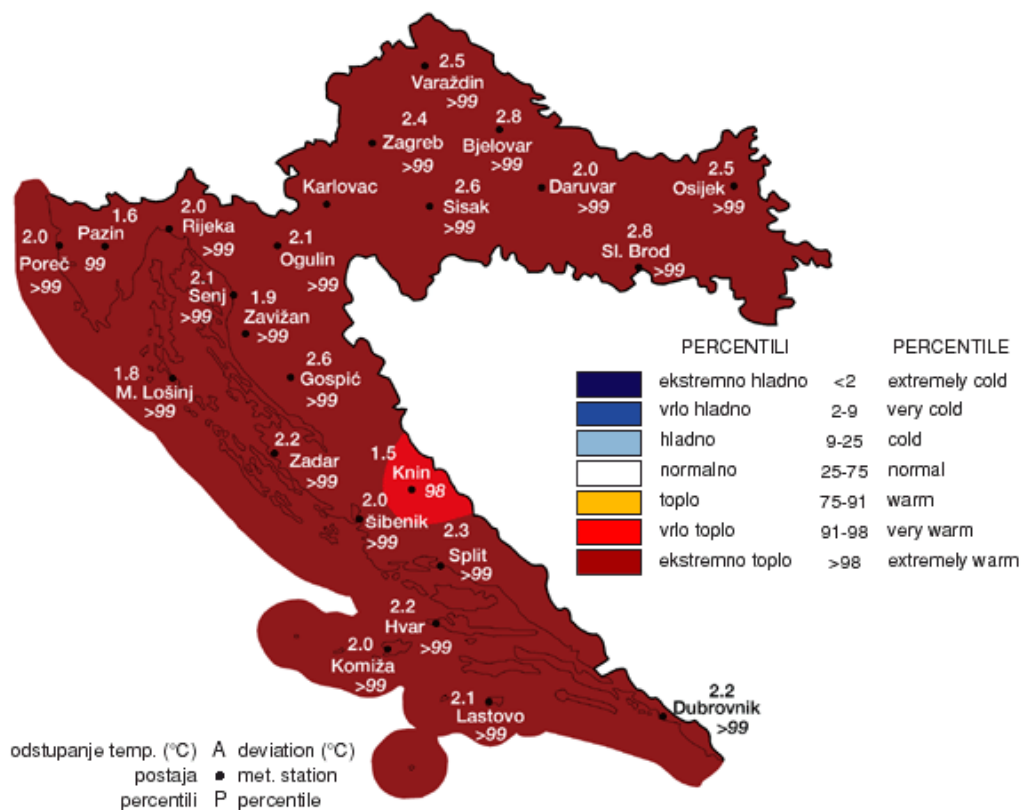 2.5
Varaždin
>99
2.4
Zagreb
>99
2.8
Bjelovar
>99
Karlovac
2.6
Sisak
>99
2.0
Daruvar
>99
2.5
Osijek
>99
2.8
Sl. Brod
>99
2.0
Poreč
>99
1.6
Pazin
99
2.0
Rijeka
>99
2.1
Ogulin
>99
2.1
Senj
>99
1.9
Zavižan
>99
2.6
Gospić
>99
1.8
M. Lošinj
>99
2.2
Zadar
>99
1.5
Knin
98
2.0
Šibenik
>99
2.3
Split
>99
2.2
Hvar
>99
2.0
Komiža
>99
2.1
Lastovo
>99
2.2
Dubrovnik
>99
PERCENTILI PERCENTILE
ekstremno hladno <2 extremely cold
vrlo hladno 2-9 very cold
hladno 9-25 cold
normalno 25-75 normal
toplo 75-91 warm
vrlo toplo 91-98 very warm
ekstremno toplo >98 extremely warm
odstupanje temp. (°C) A deviation (°C)
postaja met. station
percentili P percentile